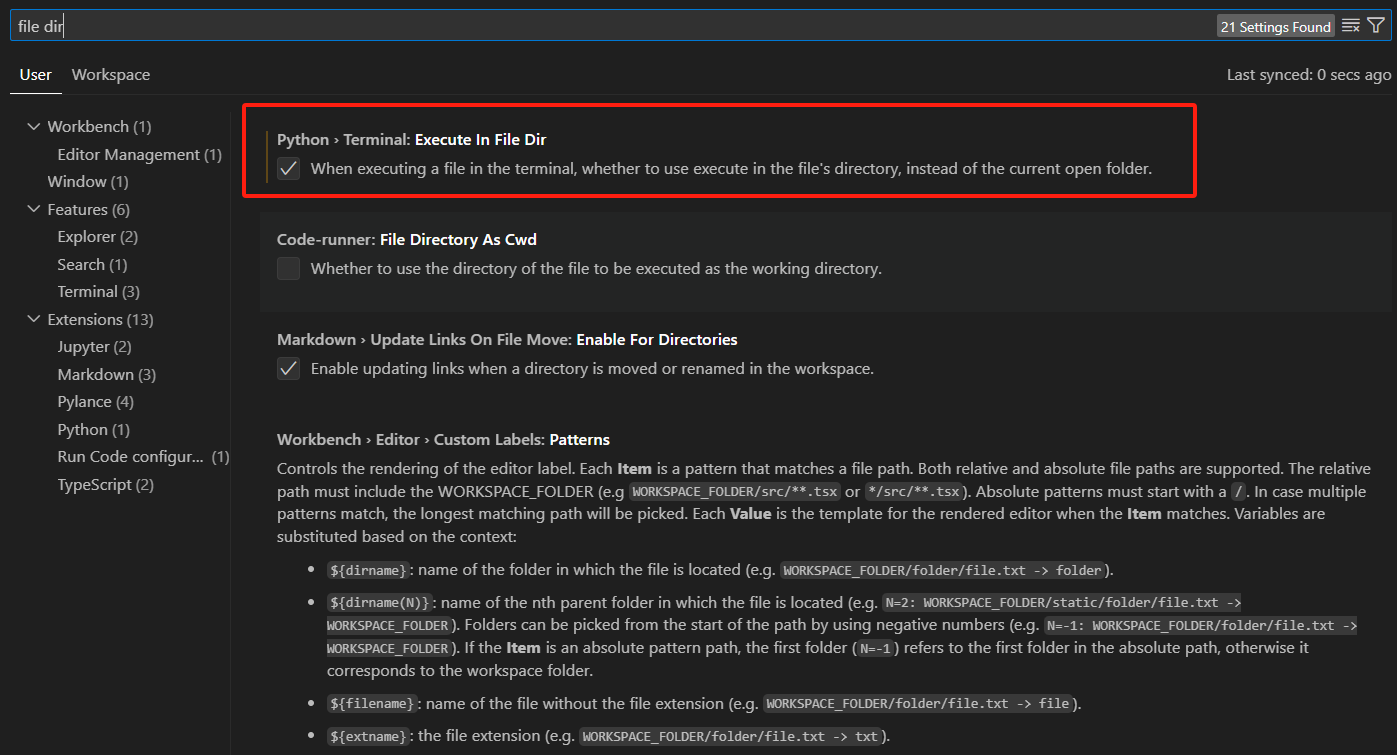 file dir
21 Settings Found
User Workspace
Last synced: 0 secs ago
Workbench (1)
Editor Management (1)
Window (1)
Features (6)
Explorer (2)
Search (1)
Terminal (3)
Extensions (13)
Jupyter (2)
Markdown (3)
Pylance (4)
Python (1)
Run Code configur... (1)
TypeScript (2)
Python › Terminal: Execute In File Dir
When executing a file in the terminal, whether to use execute in the file's directory, instead of the current open folder.
Code-runner: File Directory As Cwd
Whether to use the directory of the file to be executed as the working directory.
Markdown › Update Links On File Move: Enable For Directories
Enable updating links when a directory is moved or renamed in the workspace.
Workbench › Editor › Custom Labels: Patterns
Controls the rendering of the editor label. Each Item is a pattern that matches a file path. Both relative and absolute file paths are supported. The relative
path must include the WORKSPACE_FOLDER (e.g WORKSPACE_FOLDER/src/**.tsx or */src/**.tsx). Absolute patterns must start with a /. In case multiple
patterns match, the longest matching path will be picked. Each Value is the template for the rendered editor when the Item matches. Variables are
substituted based on the context:
• ${dirname}: name of the folder in which the file is located (e.g. WORKSPACE_FOLDER/folder/file.txt -> folder).
• ${dirname(N)}: name of the nth parent folder in which the file is located (e.g. N=2: WORKSPACE_FOLDER/static/folder/file.txt ->
WORKSPACE_FOLDER). Folders can be picked from the start of the path by using negative numbers (e.g. N=-1: WORKSPACE_FOLDER/folder/file.txt ->
WORKSPACE_FOLDER). If the Item is an absolute pattern path, the first folder (N=-1) refers to the first folder in the absolute path, otherwise it
corresponds to the workspace folder.
• ${filename}: name of the file without the file extension (e.g. WORKSPACE_FOLDER/folder/file.txt -> file).
• ${extname}: the file extension (e.g. WORKSPACE_FOLDER/folder/file.txt -> txt).